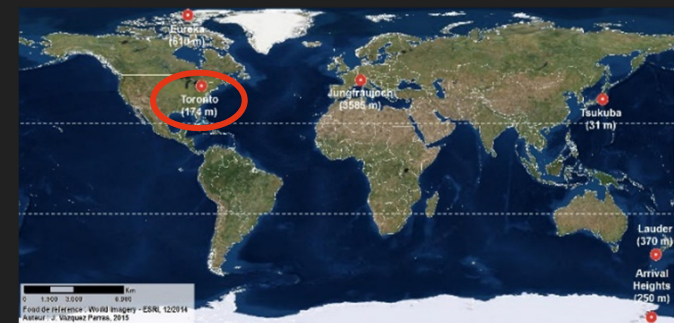 Eureka
(610 m)
Toronto
(174 m)
Jungfraujoch
(3585 m)
Tsukuba
(31 m)
Lauder
(370 m)
Arrival
Heights
(250 m)
Km
0 1.500 3.000 6.000
Fond de reference : World Imagery - ESRI, 12/2014
Auteur : J. Vazquez Parras, 2015